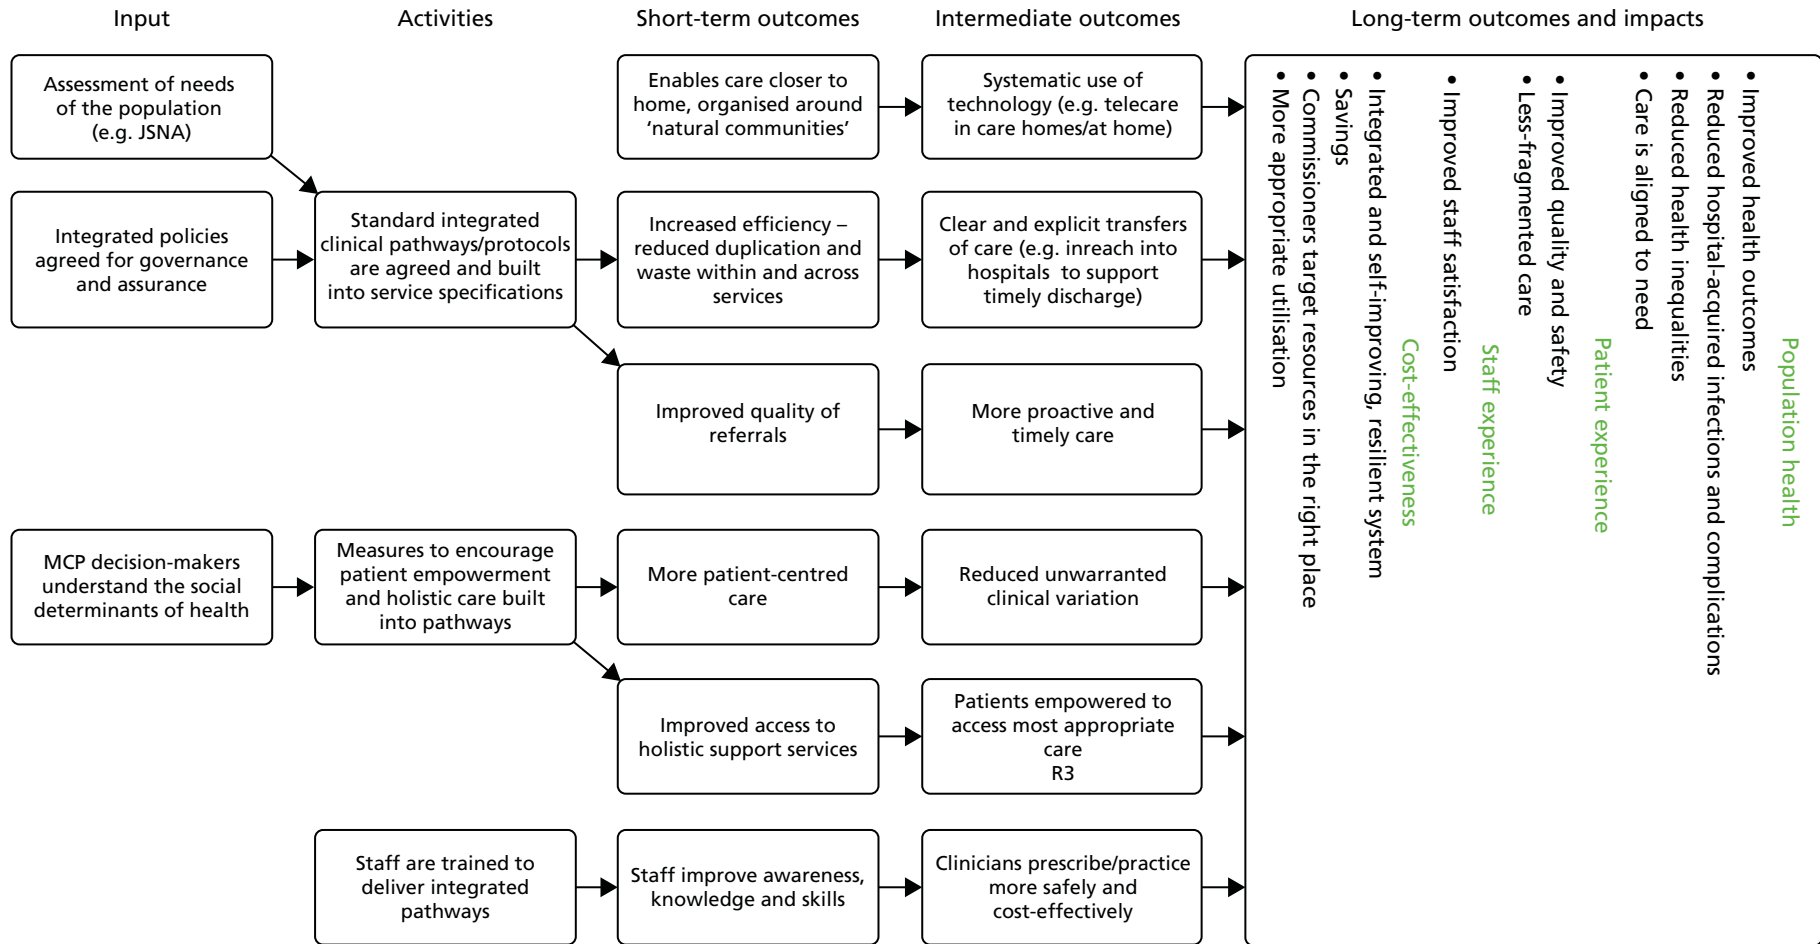 Input
Activities
Short-term outcomes
Intermediate outcomes
Long-term outcomes and impacts
Assessment of needs
of the population
(e.g. JSNA)
Enables care closer to
home, organised around
‘natural communities’
Systematic use of
technology (e.g. telecare
in care homes/at home)
Integrated policies
agreed for governance
and assurance
Standard integrated
clinical pathways/protocols
are agreed and built
into service specifications
Increased efficiency –
reduced duplication and
waste within and across
services
Clear and explicit transfers
of care (e.g. inreach into
hospitals to support
timely discharge)
Improved quality of
referrals
More proactive and
timely care
MCP decision-makers
understand the social
determinants of health
Measures to encourage
patient empowerment
and holistic care built
into pathways
More patient-centred
care
Reduced unwarranted
clinical variation
Improved access to
holistic support services
Patients empowered to
access most appropriate
care
R3
Staff are trained to
deliver integrated
pathways
Staff improve awareness,
knowledge and skills
Clinicians prescribe/practice
more safely and
cost-effectively
Population health
• Improved health outcomes
• Reduced hospital-acquired infections and complications
• Reduced health inequalities
• Care is aligned to need
Patient experience
• Improved quality and safety
• Less-fragmented care
Staff experience
• Improved staff satisfaction
Cost-effectiveness
• Integrated and self-improving, resilient system
• Savings
• Commissioners target resources in the right place
• More appropriate utilisation